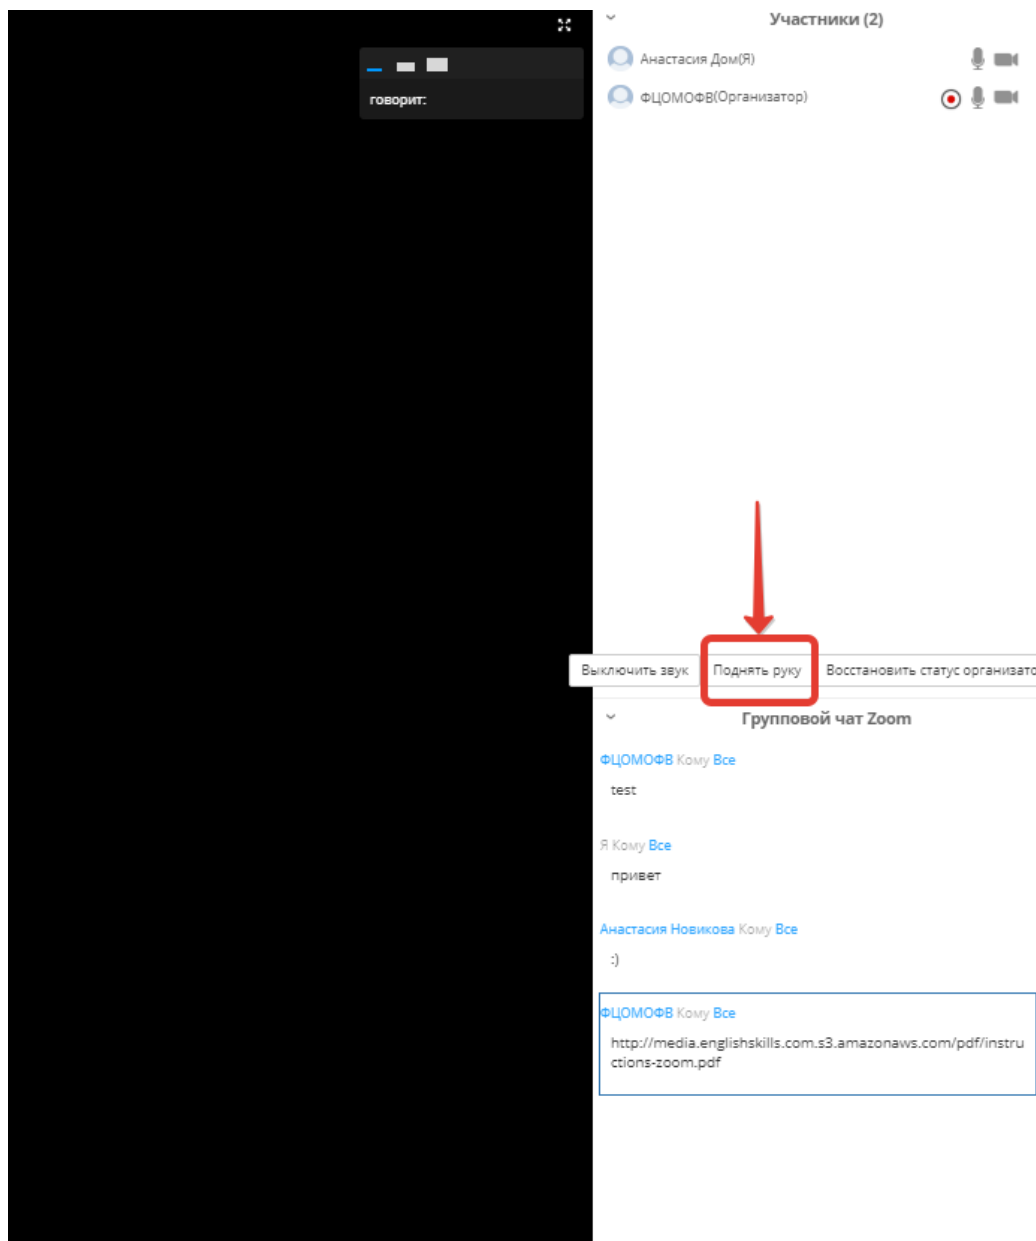 Участники (2)
Анастасия Дом(Я)
говорит:
ФЦОМОФВ(Организатор)
Выключить звук
Поднять руку
Восстановить статус организато
Групповой чат Zoom
ФЦОМОФВ Кому Все
test
Я Кому Все
привет
Анастасия Новикова Кому Все
:)
ФЦОМОФВ Кому Все
http://media.englishskills.com.s3.amazonaws.com/pdf/instru
ctions-zoom.pdf